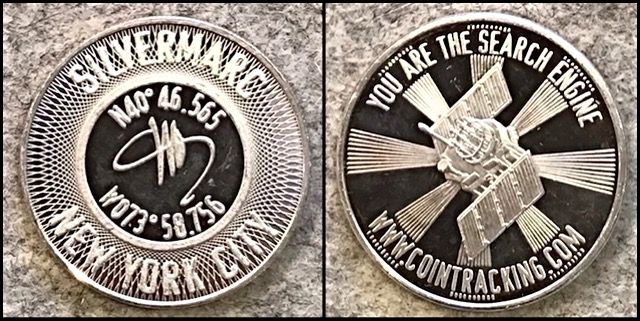 SILVERMARC
N40° 46.565
W073° 58.756
NEW YORK CITY
YOU ARE THE SEARCH ENGINE
WWW.COINTRACKING.COM